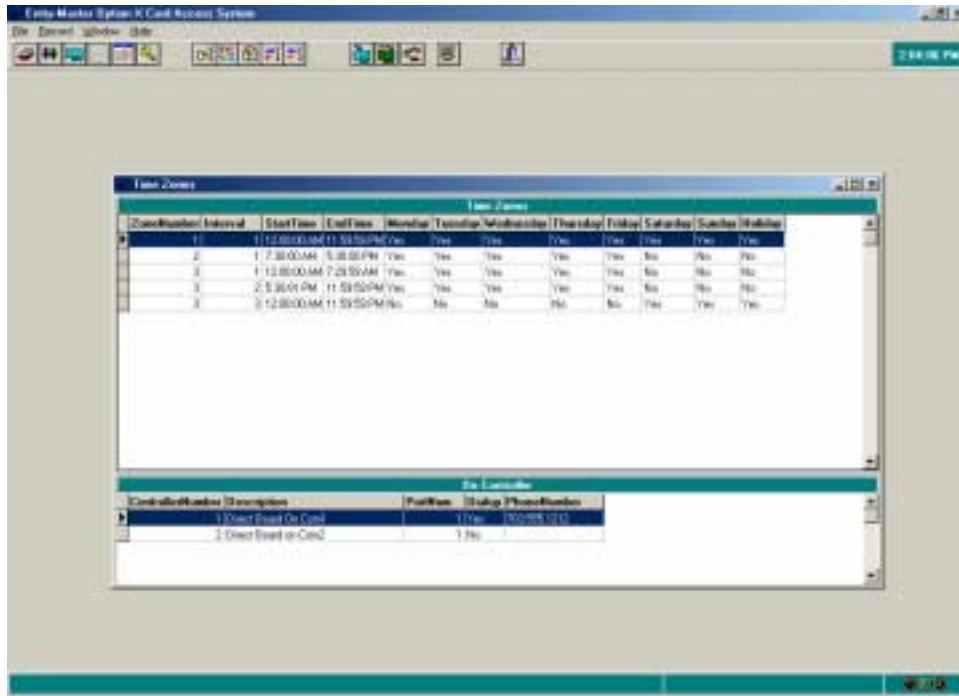 Entry-Master Option X Card Access System
File Record Window Help
Time Zones
Time Zones
ZoneNumber Interval StartTime EndTime Monday Tuesday Wednesday Thursday Friday Saturday Sunday Holiday
1 1 12:00:00 AM 11:59:59 PM Yes Yes Yes Yes Yes Yes Yes Yes
2 1 7:30:00 AM 5:30:00 PM Yes Yes Yes Yes Yes No No No
3 1 12:00:00 AM 7:29:59 AM Yes Yes Yes Yes Yes No No No
3 2 5:30:01 PM 11:59:59 PM Yes Yes Yes Yes Yes No No No
3 3 12:00:00 AM 11:59:59 PM No No No No No Yes Yes Yes
On Controller
ControllerNumber Description PortNum Dialup PhoneNumber
1 Direct Board On 1 Yes
2 Direct Board on Com2 1 No